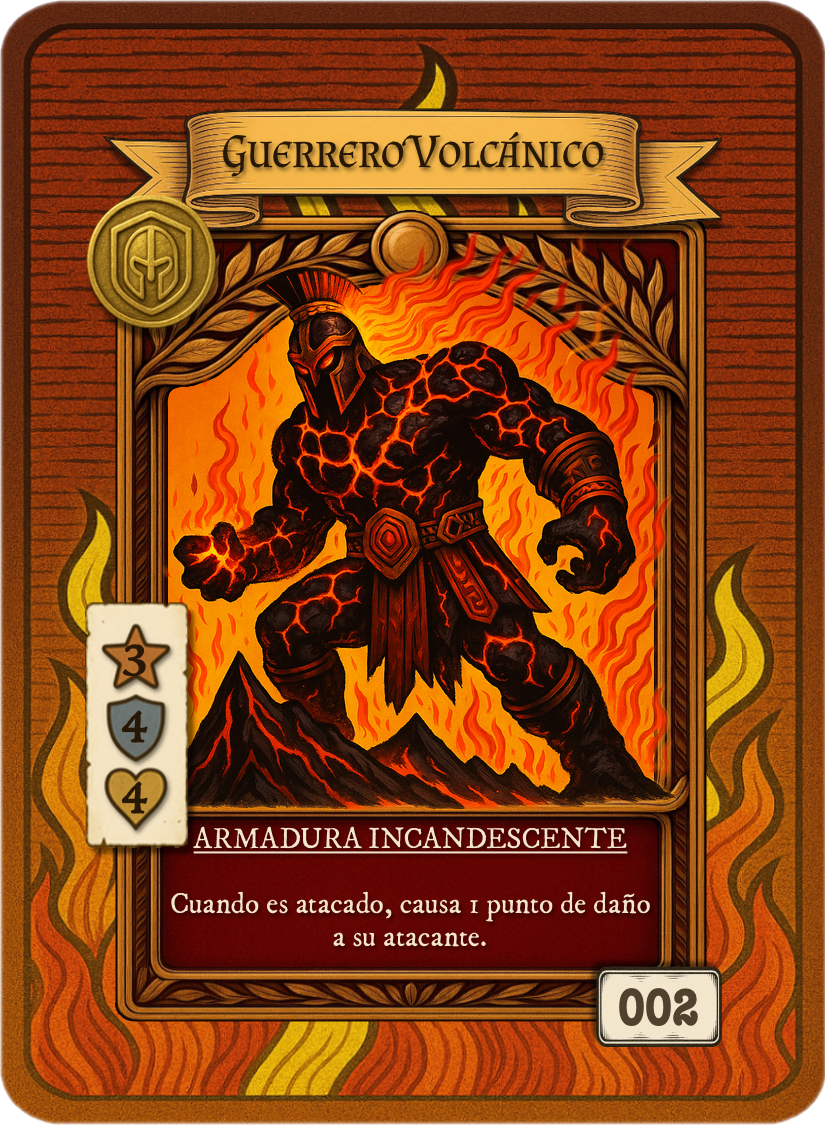 Guerrero Volcánico
3
4
4
ARMADURA INCANDESCENTE
Cuando es atacado, causa 1 punto de daño
a su atacante.
002